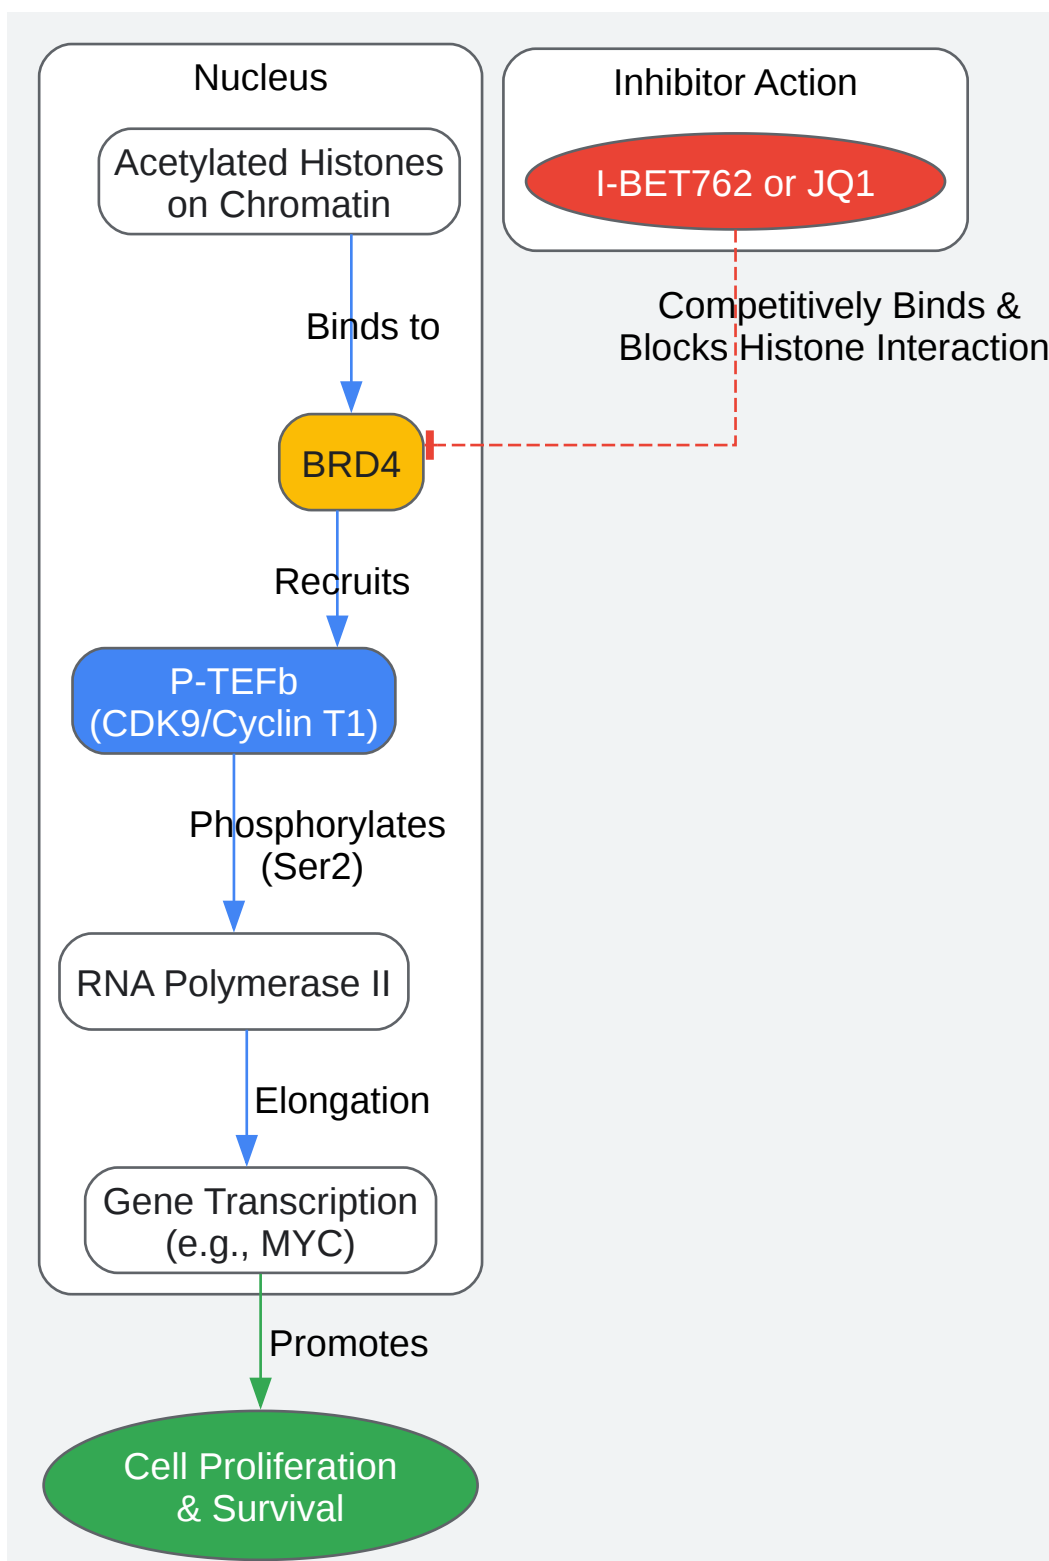 Nucleus
Acetylated Histones
on Chromatin
Binds to
BRD4
Recruits
P-TEFb
(CDK9/Cyclin T1)
Phosphorylates
(Ser2)
RNA Polymerase II
Elongation
Gene Transcription
(e.g., MYC)
Promotes
Cell Proliferation
& Survival
Inhibitor Action
I-BET762 or JQ1
Competitively Binds &
Blocks Histone Interaction